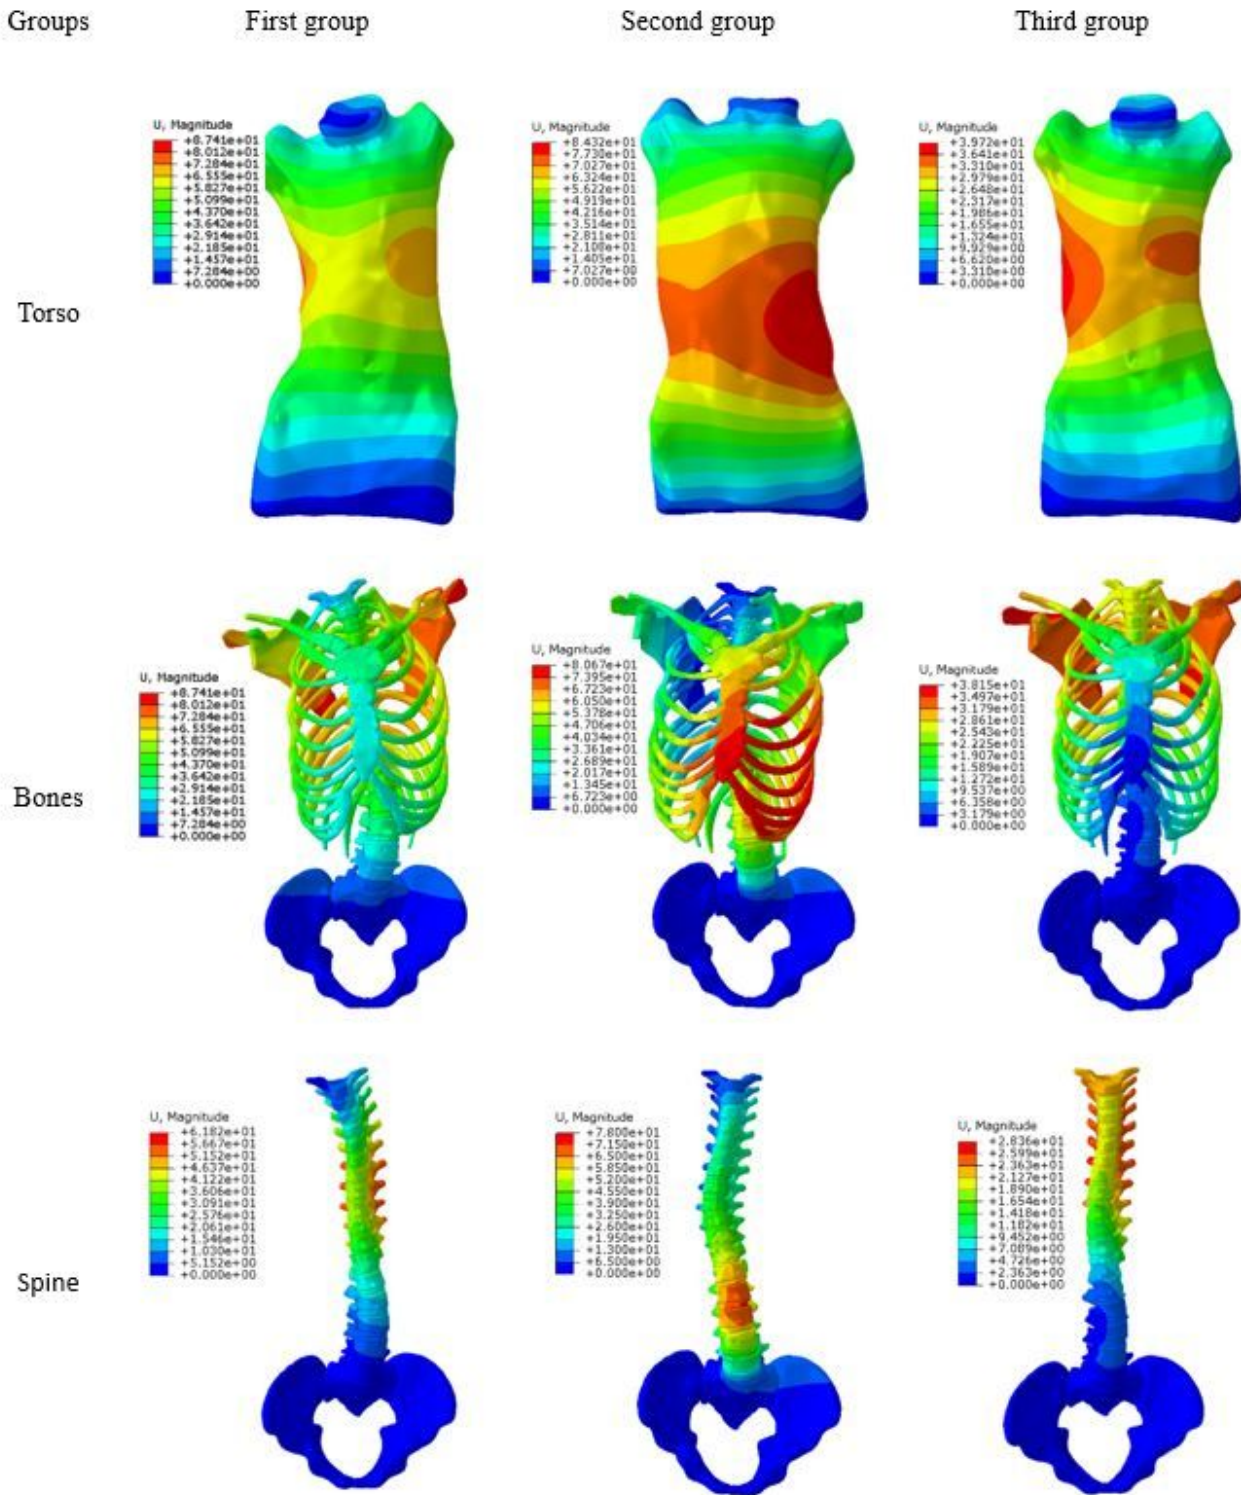 Groups First group Second group Third group
Torso
U, Magnitude
+8.741e+01
+8.012e+01
+7.284e+01
+6.555e+01
+5.827e+01
+5.099e+01
+4.370e+01
+3.642e+01
+2.914e+01
+2.185e+01
+1.457e+01
+7.284e+00
+0.000e+00
U, Magnitude
+8.432e+01
+7.730e+01
+7.027e+01
+6.324e+01
+5.622e+01
+4.919e+01
+4.216e+01
+3.514e+01
+2.811e+01
+2.108e+01
+1.405e+01
+7.027e+00
+0.000e+00
U, Magnitude
+3.972e+01
+3.641e+01
+3.310e+01
+2.979e+01
+2.648e+01
+2.317e+01
+1.986e+01
+1.655e+01
+1.324e+01
+9.929e+00
+6.620e+00
+3.310e+00
+0.000e+00
Bones
U, Magnitude
+8.741e+01
+8.012e+01
+7.284e+01
+6.555e+01
+5.827e+01
+5.099e+01
+4.370e+01
+3.642e+01
+2.914e+01
+2.185e+01
+1.457e+01
+7.284e+00
+0.000e+00
U, Magnitude
+8.067e+01
+7.395e+01
+6.723e+01
+6.050e+01
+5.378e+01
+4.706e+01
+4.034e+01
+3.361e+01
+2.689e+01
+2.017e+01
+1.345e+01
+6.723e+00
+0.000e+00
U, Magnitude
+3.815e+01
+3.497e+01
+3.179e+01
+2.861e+01
+2.543e+01
+2.225e+01
+1.907e+01
+1.589e+01
+1.272e+01
+9.537e+00
+6.358e+00
+3.179e+00
+0.000e+00
Spine
U, Magnitude
+6.182e+01
+5.667e+01
+5.152e+01
+4.637e+01
+4.122e+01
+3.606e+01
+3.091e+01
+2.576e+01
+2.061e+01
+1.546e+01
+1.030e+01
+5.152e+00
+0.000e+00
U, Magnitude
+7.800e+01
+7.150e+01
+6.500e+01
+5.850e+01
+5.200e+01
+4.550e+01
+3.900e+01
+3.250e+01
+2.600e+01
+1.950e+01
+1.300e+01
+6.500e+00
+0.000e+00
U, Magnitude
+2.836e+01
+2.599e+01
+2.363e+01
+2.127e+01
+1.890e+01
+1.654e+01
+1.418e+01
+1.182e+01
+9.452e+00
+7.089e+00
+4.726e+00
+2.363e+00
+0.000e+00